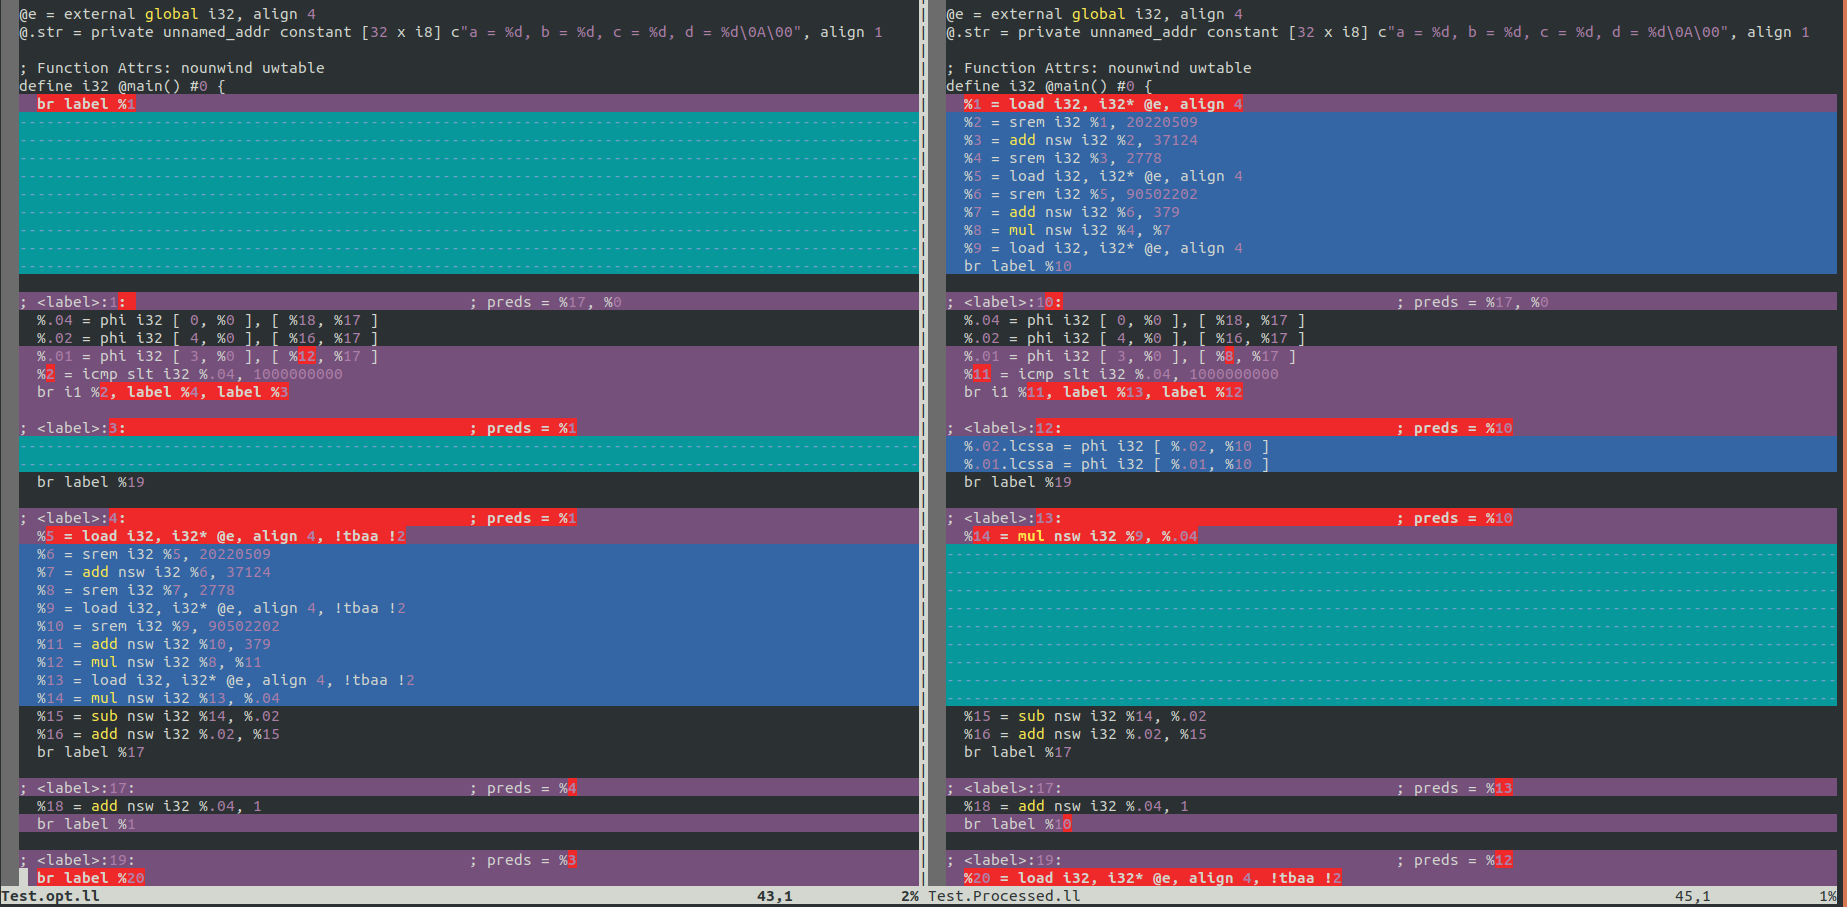 @e = external global i32, align 4
@.str = private unnamed_addr constant [32 x i8] c"a = %d, b = %d, c = %d, d = %d\0A\00", align 1
; Function Attrs: nounwind uwtable
define i32 @main() #0 {
br label %1
; <label>:1: ; preds = %17, %0
%.04 = phi i32 [ 0, %0 ], [ %18, %17 ]
%.02 = phi i32 [ 4, %0 ], [ %16, %17 ]
%.01 = phi i32 [ 3, %0 ], [ %12, %17 ]
%2 = icmp slt i32 %.04, 1000000000
br i1 %2, label %4, label %3
; <label>:3: ; preds = %1
br label %19
; <label>:4: ; preds = %1
%5 = load i32, i32* @e, align 4, !tbaa !2
%6 = srem i32 %5, 20220509
%7 = add nsw i32 %6, 37124
%8 = srem i32 %7, 2778
%9 = load i32, i32* @e, align 4, !tbaa !2
%10 = srem i32 %9, 90502202
%11 = add nsw i32 %10, 379
%12 = mul nsw i32 %8, %11
%13 = load i32, i32* @e, align 4, !tbaa !2
%14 = mul nsw i32 %13, %.04
%15 = sub nsw i32 %14, %.02
%16 = add nsw i32 %.02, %15
br label %17
; <label>:17: ; preds = %4
%18 = add nsw i32 %.04, 1
br label %1
; <label>:19: ; preds = %3
br label %20
Test.opt.ll 43,1 2%
@e = external global i32, align 4
@.str = private unnamed_addr constant [32 x i8] c"a = %d, b = %d, c = %d, d = %d\0A\00", align 1
; Function Attrs: nounwind uwtable
define i32 @main() #0 {
%1 = load i32, i32* @e, align 4
%2 = srem i32 %1, 20220509
%3 = add nsw i32 %2, 37124
%4 = srem i32 %3, 2778
%5 = load i32, i32* @e, align 4
%6 = srem i32 %5, 90502202
%7 = add nsw i32 %6, 379
%8 = mul nsw i32 %4, %7
%9 = load i32, i32* @e, align 4
br label %10
; <label>:10: ; preds = %17, %0
%.04 = phi i32 [ 0, %0 ], [ %18, %17 ]
%.02 = phi i32 [ 4, %0 ], [ %16, %17 ]
%.01 = phi i32 [ 3, %0 ], [ %8, %17 ]
%11 = icmp slt i32 %.04, 1000000000
br i1 %11, label %13, label %12
; <label>:12: ; preds = %10
%.02.lcssa = phi i32 [ %.02, %10 ]
%.01.lcssa = phi i32 [ %.01, %10 ]
br label %19
; <label>:13: ; preds = %10
%14 = mul nsw i32 %9, %.04
%15 = sub nsw i32 %14, %.02
%16 = add nsw i32 %.02, %15
br label %17
; <label>:17: ; preds = %13
%18 = add nsw i32 %.04, 1
br label %10
; <label>:19: ; preds = %12
%20 = load i32, i32* @e, align 4, !tbaa !2
Test.Processed.ll 45,1 1%